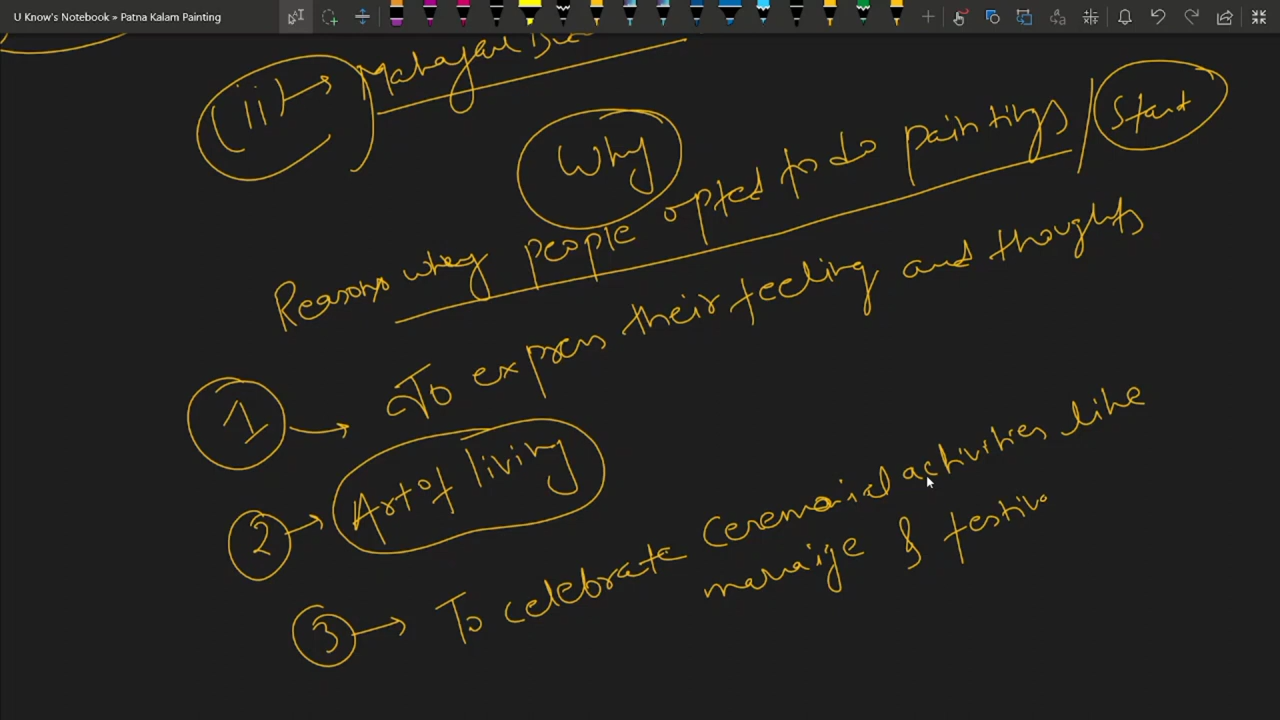 U Know's Notebook » Patna Kalam Painting
(ii) →
Why
Reasons whey people opted to do paintings / Start
1 → To express their feeling and thoughts
2 → Art of living
3 → To celebrate ceremonial activities like
marraige & festiv